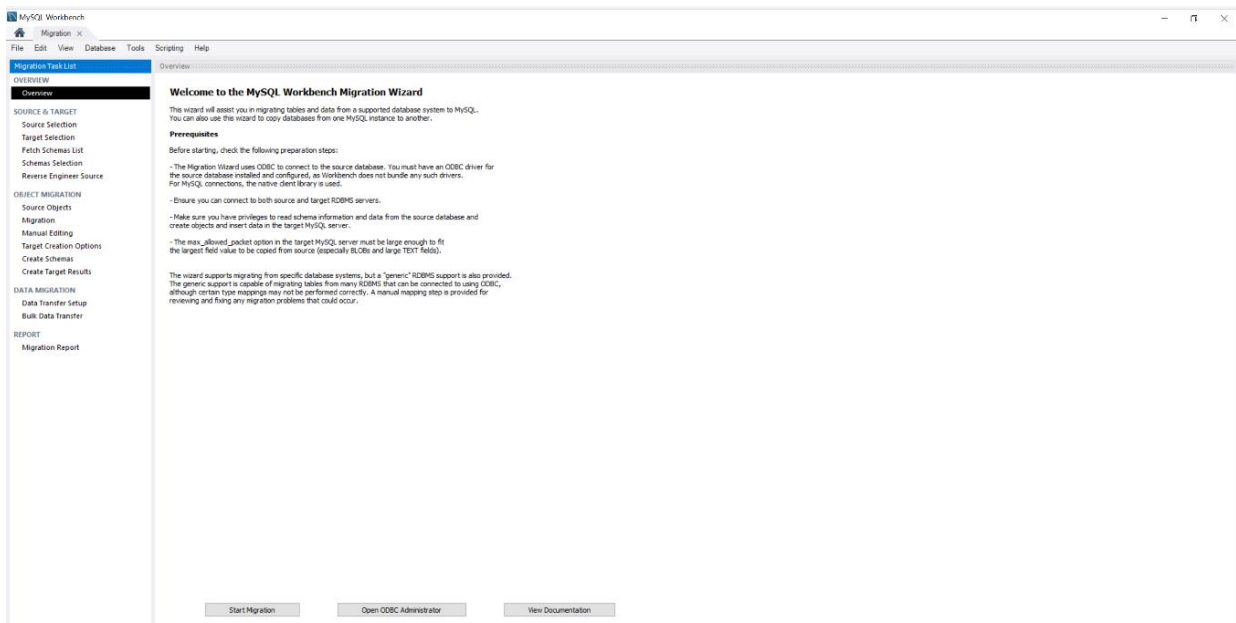 MySQL Workbench
Migration
File Edit View Database Tools Scripting Help
Migration Task List
OVERVIEW
Overview
SOURCE & TARGET
Source Selection
Target Selection
Fetch Schemas List
Schemas Selection
Reverse Engineer Source
OBJECT MIGRATION
Source Objects
Migration
Manual Editing
Target Creation Options
Create Schemas
Create Target Results
DATA MIGRATION
Data Transfer Setup
Bulk Data Transfer
REPORT
Migration Report
Overview
Welcome to the MySQL Workbench Migration Wizard
This wizard will assist you in migrating tables and data from a supported database system to MySQL.
You can also use this wizard to copy databases from one MySQL instance to another.
Prerequisites
Before starting, check the following preparation steps:
- The Migration Wizard uses ODBC to connect to the source database. You must have an ODBC driver for
the source database installed and configured, as Workbench does not bundle any such drivers.
For MySQL connections, the native client library is used.
- Ensure you can connect to both source and target RDBMS servers.
- Make sure you have privileges to read schema information and data from the source database and
create objects and insert data in the target MySQL server.
- The max_allowed_packet option in the target MySQL server must be large enough to fit
the largest field value to be copied from source (especially BLOBs and large TEXT fields).
The wizard supports migrating from specific database systems, but a "generic" RDBMS support is also provided.
The generic support is capable of migrating tables from many RDBMS that can be connected to using ODBC,
although certain type mappings may not be performed correctly. A manual mapping step is provided for
reviewing and fixing any migration problems that could occur.
Start Migration
Open ODBC Administrator
View Documentation